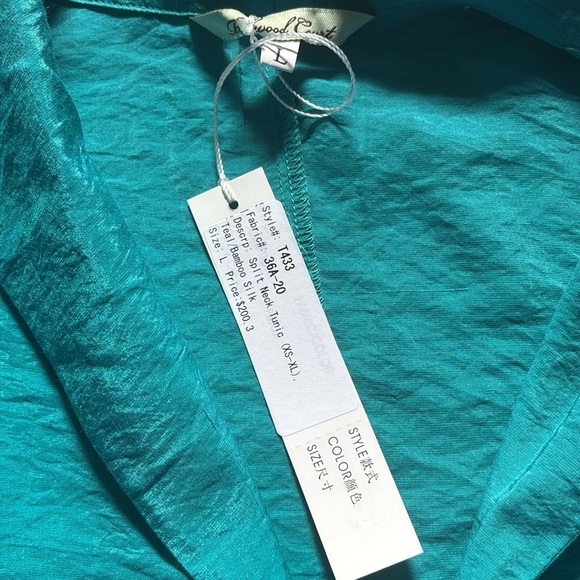 L
Style#: T433
Fabric#: 36A-20
Descrp: Split Neck Tunic (XS-XL).
Teal/Bamboo Silk
Size: L Price:$200.3
STYLE款式
COLOR顏色
SIZE尺寸